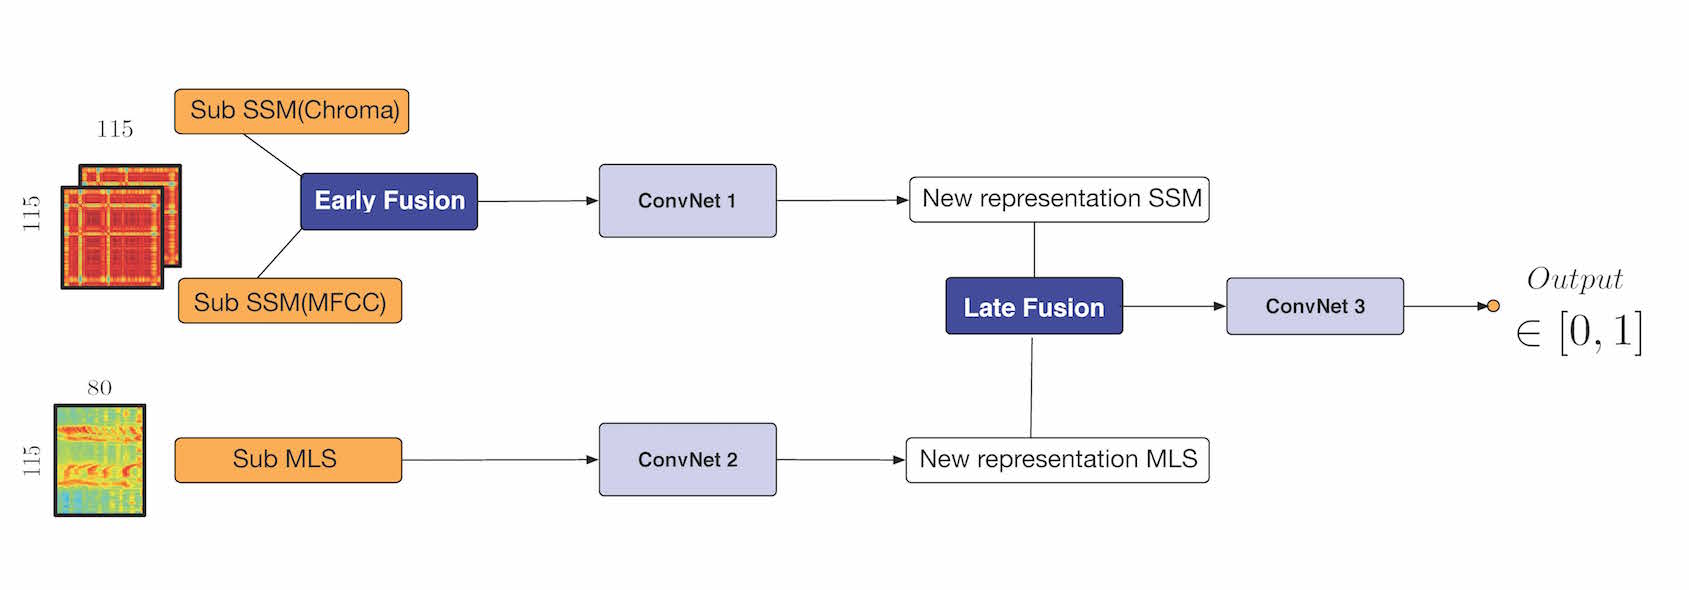 Sub SSM(Chroma)
115
115
Early Fusion
ConvNet 1
New representation SSM
Sub SSM(MFCC)
Late Fusion
ConvNet 3
Output
∈ [0, 1]
80
115
Sub MLS
ConvNet 2
New representation MLS